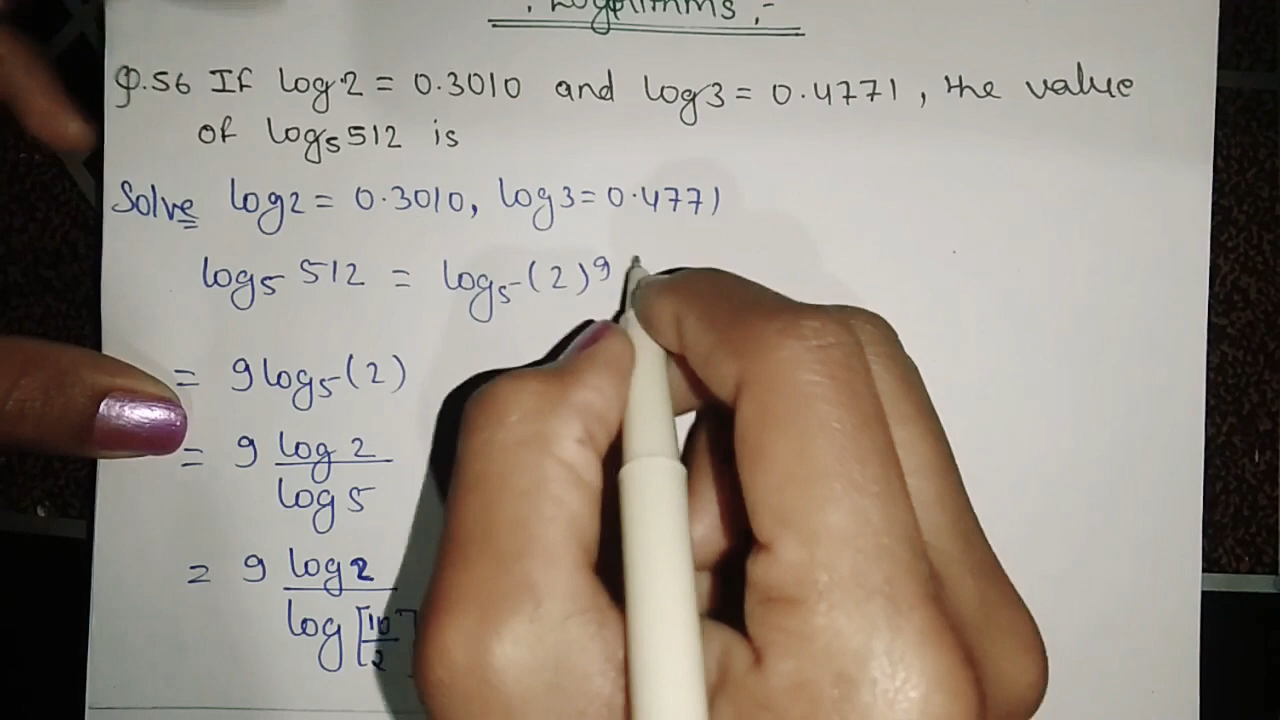 Logarithms :-
Q.56 If log 2 = 0.3010 and log 3 = 0.4771, the value
of log₅ 512 is
Solve log 2 = 0.3010, log 3 = 0.4771
log₅ 512 = log₅ (2)⁹
= 9 log₅ (2)
= 9 log 2 / log 5
= 9 log 2 / log [10/2]